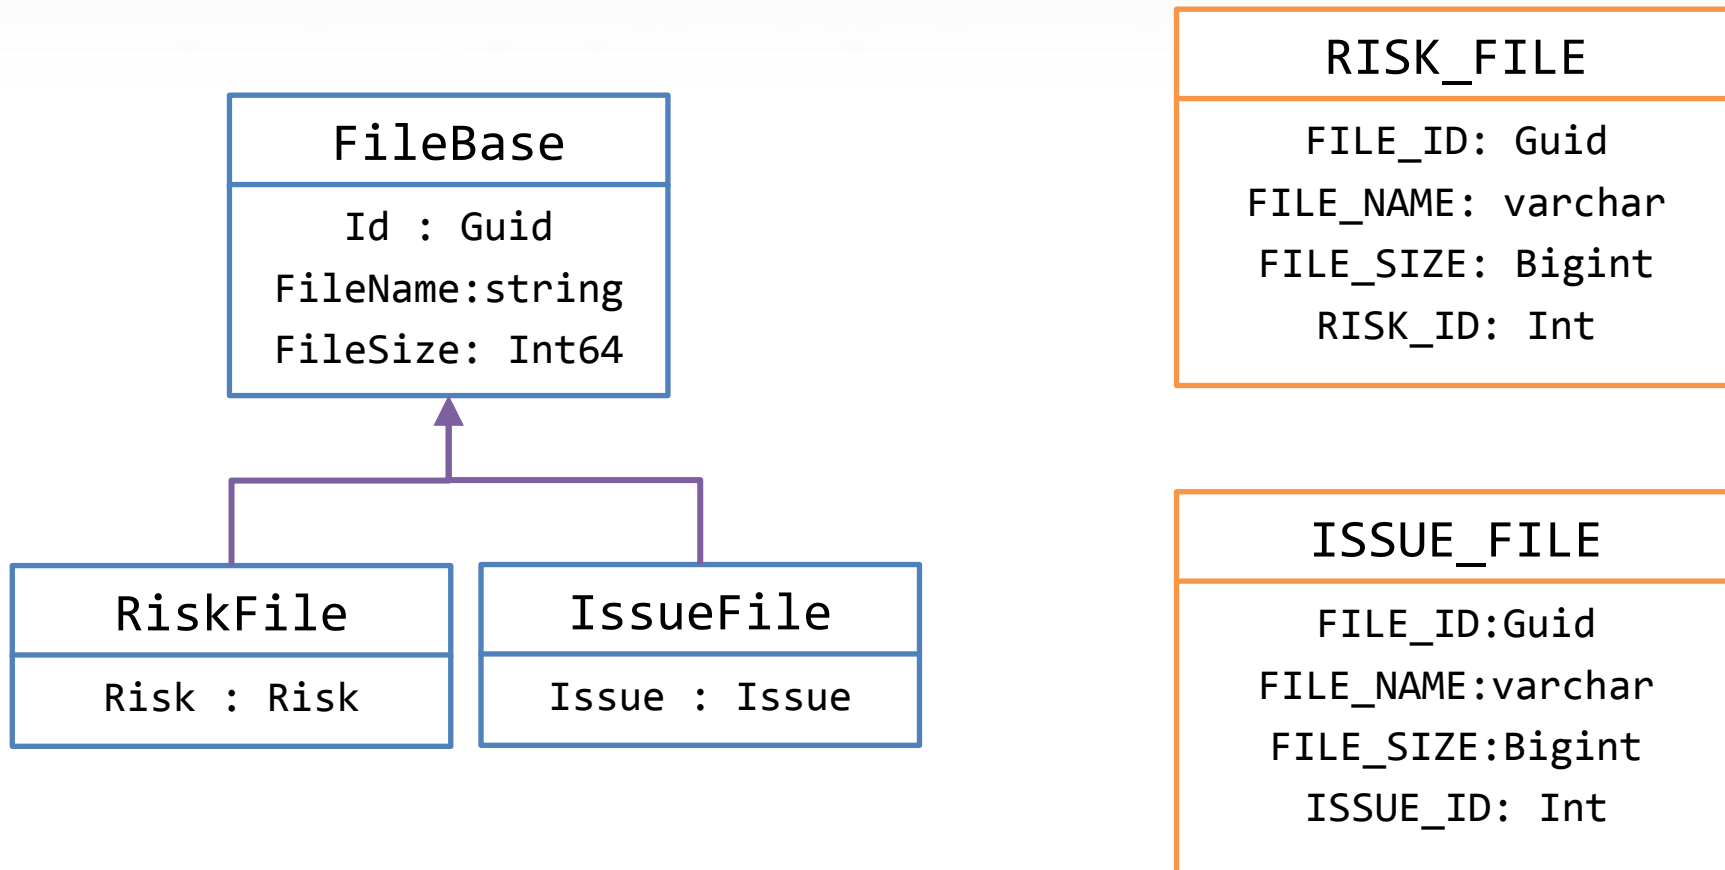 FileBase
Id : Guid
FileName:string
FileSize: Int64
RiskFile
Risk : Risk
IssueFile
Issue : Issue
RISK_FILE
FILE_ID: Guid
FILE_NAME: varchar
FILE_SIZE: Bigint
RISK_ID: Int
ISSUE_FILE
FILE_ID:Guid
FILE_NAME:varchar
FILE_SIZE:Bigint
ISSUE_ID: Int